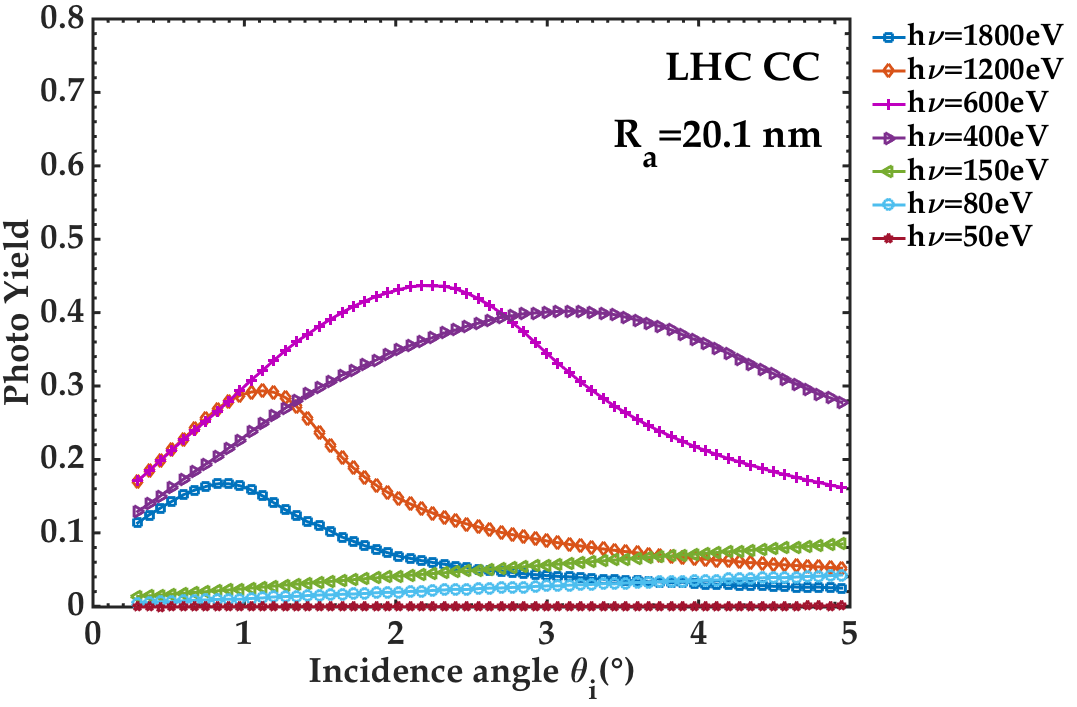 0.8
0.7
0.6
0.5
0.4
0.3
0.2
0.1
0
Photo Yield
LHC CC
Rₐ=20.1 nm
hν=1800eV
hν=1200eV
hν=600eV
hν=400eV
hν=150eV
hν=80eV
hν=50eV
0 1 2 3 4 5
Incidence angle θᵢ(°)